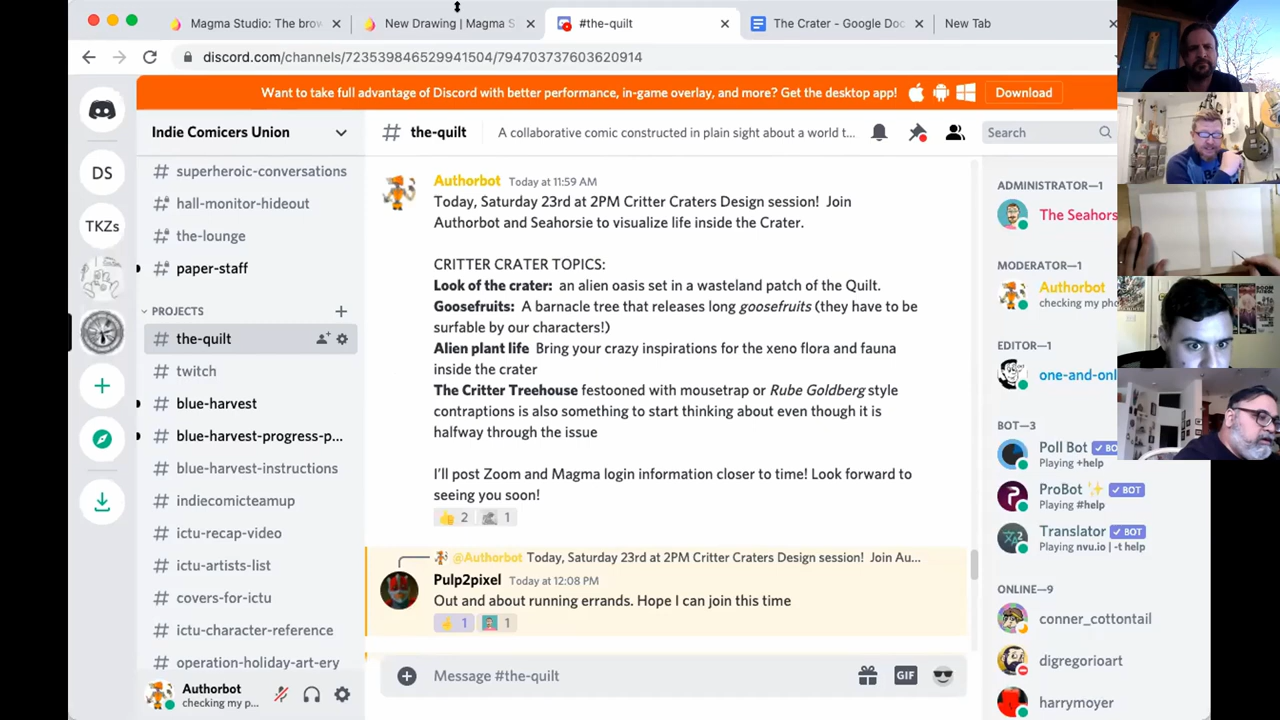 Magma Studio: The brow
New Drawing | Magma S
#the-quilt
The Crater - Google Doc
New Tab
discord.com/channels/723539846529941504/794703737603620914
Want to take full advantage of Discord with better performance, in-game overlay, and more? Get the desktop app!
Download
Indie Comicers Union
# the-quilt
A collaborative comic constructed in plain sight about a world t...
Search
DS
TKZs
# superheroic-conversations
# hall-monitor-hideout
# the-lounge
# paper-staff
PROJECTS
# the-quilt
# twitch
# blue-harvest
# blue-harvest-progress-p...
# blue-harvest-instructions
# indiecomicteamup
# ictu-recap-video
# ictu-artists-list
# covers-for-ictu
# ictu-character-reference
# operation-holiday-art-ery
Authorbot
checking my p...
Authorbot Today at 11:59 AM
Today, Saturday 23rd at 2PM Critter Craters Design session! Join
Authorbot and Seahorsie to visualize life inside the Crater.
CRITTER CRATER TOPICS:
Look of the crater: an alien oasis set in a wasteland patch of the Quilt.
Goosefruits: A barnacle tree that releases long goosefruits (they have to be
surfable by our characters!)
Alien plant life Bring your crazy inspirations for the xeno flora and fauna
inside the crater
The Critter Treehouse festooned with mousetrap or Rube Goldberg style
contraptions is also something to start thinking about even though it is
halfway through the issue
I'll post Zoom and Magma login information closer to time! Look forward to
seeing you soon!
2
1
@Authorbot Today, Saturday 23rd at 2PM Critter Craters Design session! Join Au...
Pulp2pixel Today at 12:08 PM
Out and about running errands. Hope I can join this time
1
1
Message #the-quilt
GIF
ADMINISTRATOR—1
The Seahors
MODERATOR—1
Authorbot
checking my pho
EDITOR—1
one-and-onl
BOT—3
Poll Bot ✓ BO
Playing +help
ProBot ✨ ✓ BOT
Playing #help
Translator ✓ BOT
Playing nvu.io | -t help
ONLINE—9
conner_cottontail
digregorioart
harrymoyer